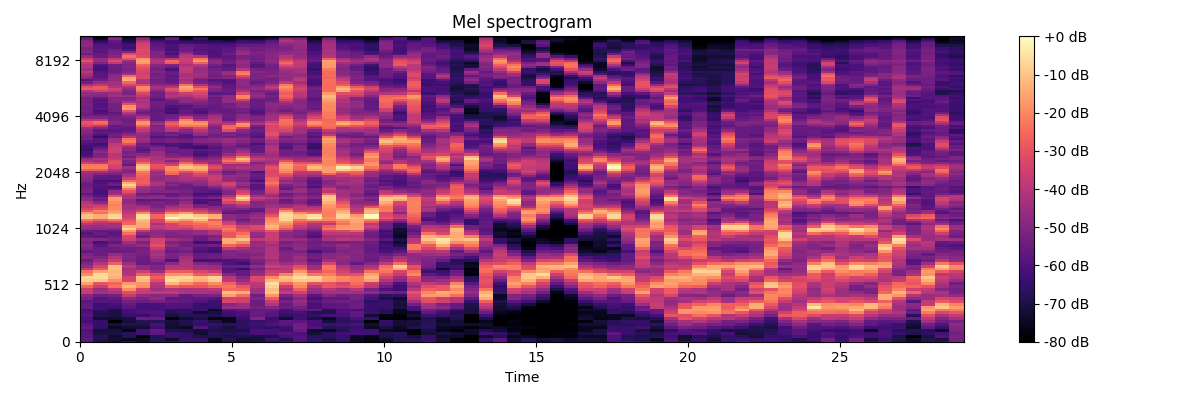 Mel spectrogram
8192
4096
2048
1024
512
0
Hz
0
5
10
15
20
25
Time
+0 dB
-10 dB
-20 dB
-30 dB
-40 dB
-50 dB
-60 dB
-70 dB
-80 dB